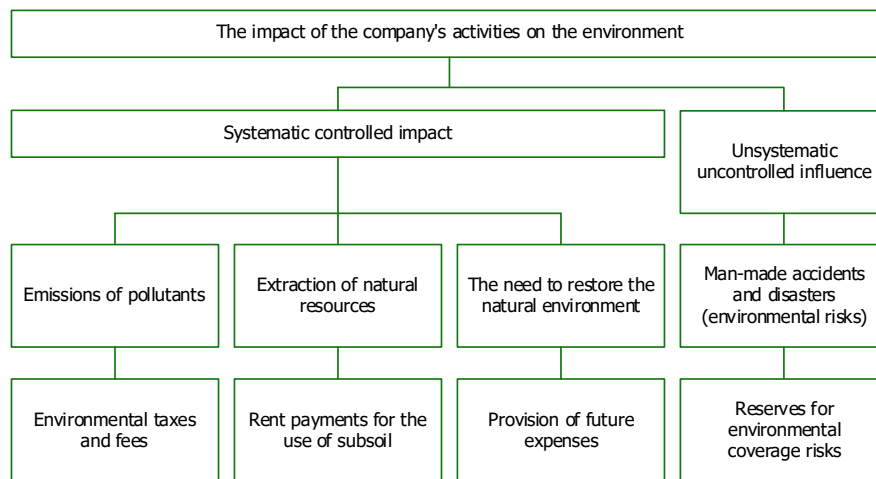 The impact of the company's activities on the environment
Systematic controlled impact
Unsystematic
uncontrolled influence
Emissions of pollutants
Extraction of natural
resources
The need to restore the
natural environment
Man-made accidents
and disasters
(environmental risks)
Environmental taxes
and fees
Rent payments for the
use of subsoil
Provision of future
expenses
Reserves for
environmental
coverage risks